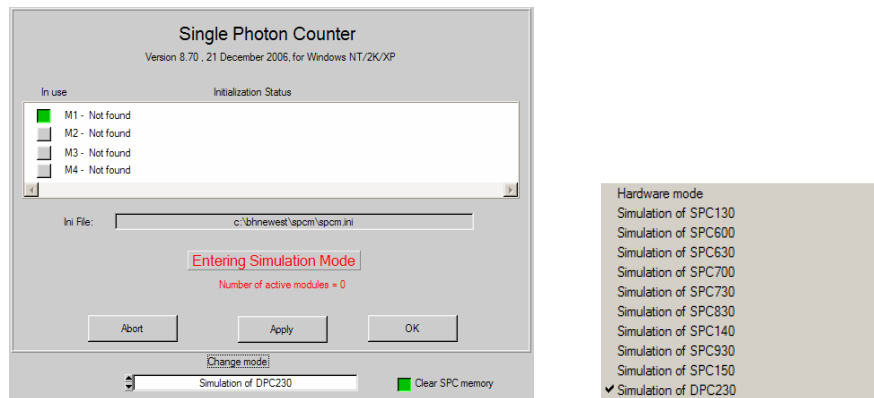 Single Photon Counter
Version 8.70 , 21 December 2006, for Windows NT/2K/XP
In use Initialization Status
M1 - Not found
M2 - Not found
M3 - Not found
M4 - Not found
Ini File: c:\bhnewest\spcm\spcm.ini
Entering Simulation Mode
Number of active modules = 0
Abort Apply OK
Change mode
Simulation of DPC230 Clear SPC memory
Hardware mode
Simulation of SPC130
Simulation of SPC600
Simulation of SPC630
Simulation of SPC700
Simulation of SPC730
Simulation of SPC830
Simulation of SPC140
Simulation of SPC930
Simulation of SPC150
Simulation of DPC230